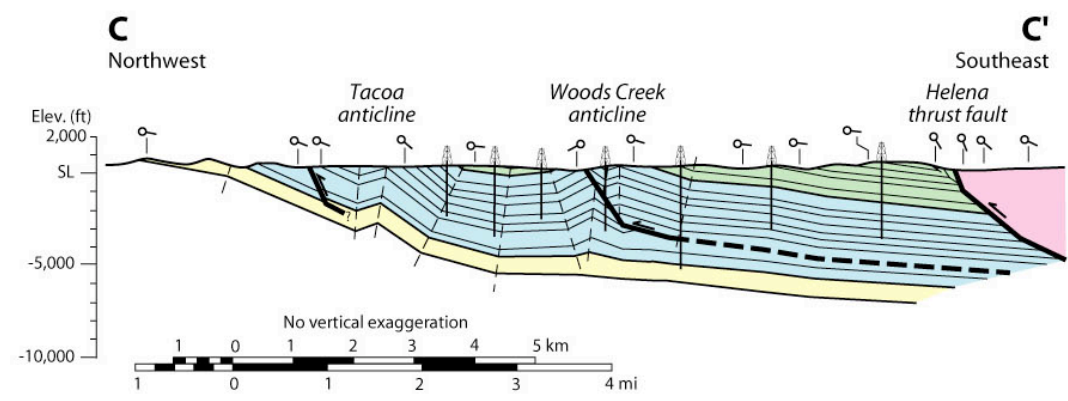 C
C'
Northwest
Southeast
Tacoa
anticline
Woods Creek
anticline
Helena
thrust fault
Elev. (ft)
2,000
SL
-5,000
-10,000
?
No vertical exaggeration
1 0 1 2 3 4 5 km
1 0 1 2 3 4 mi